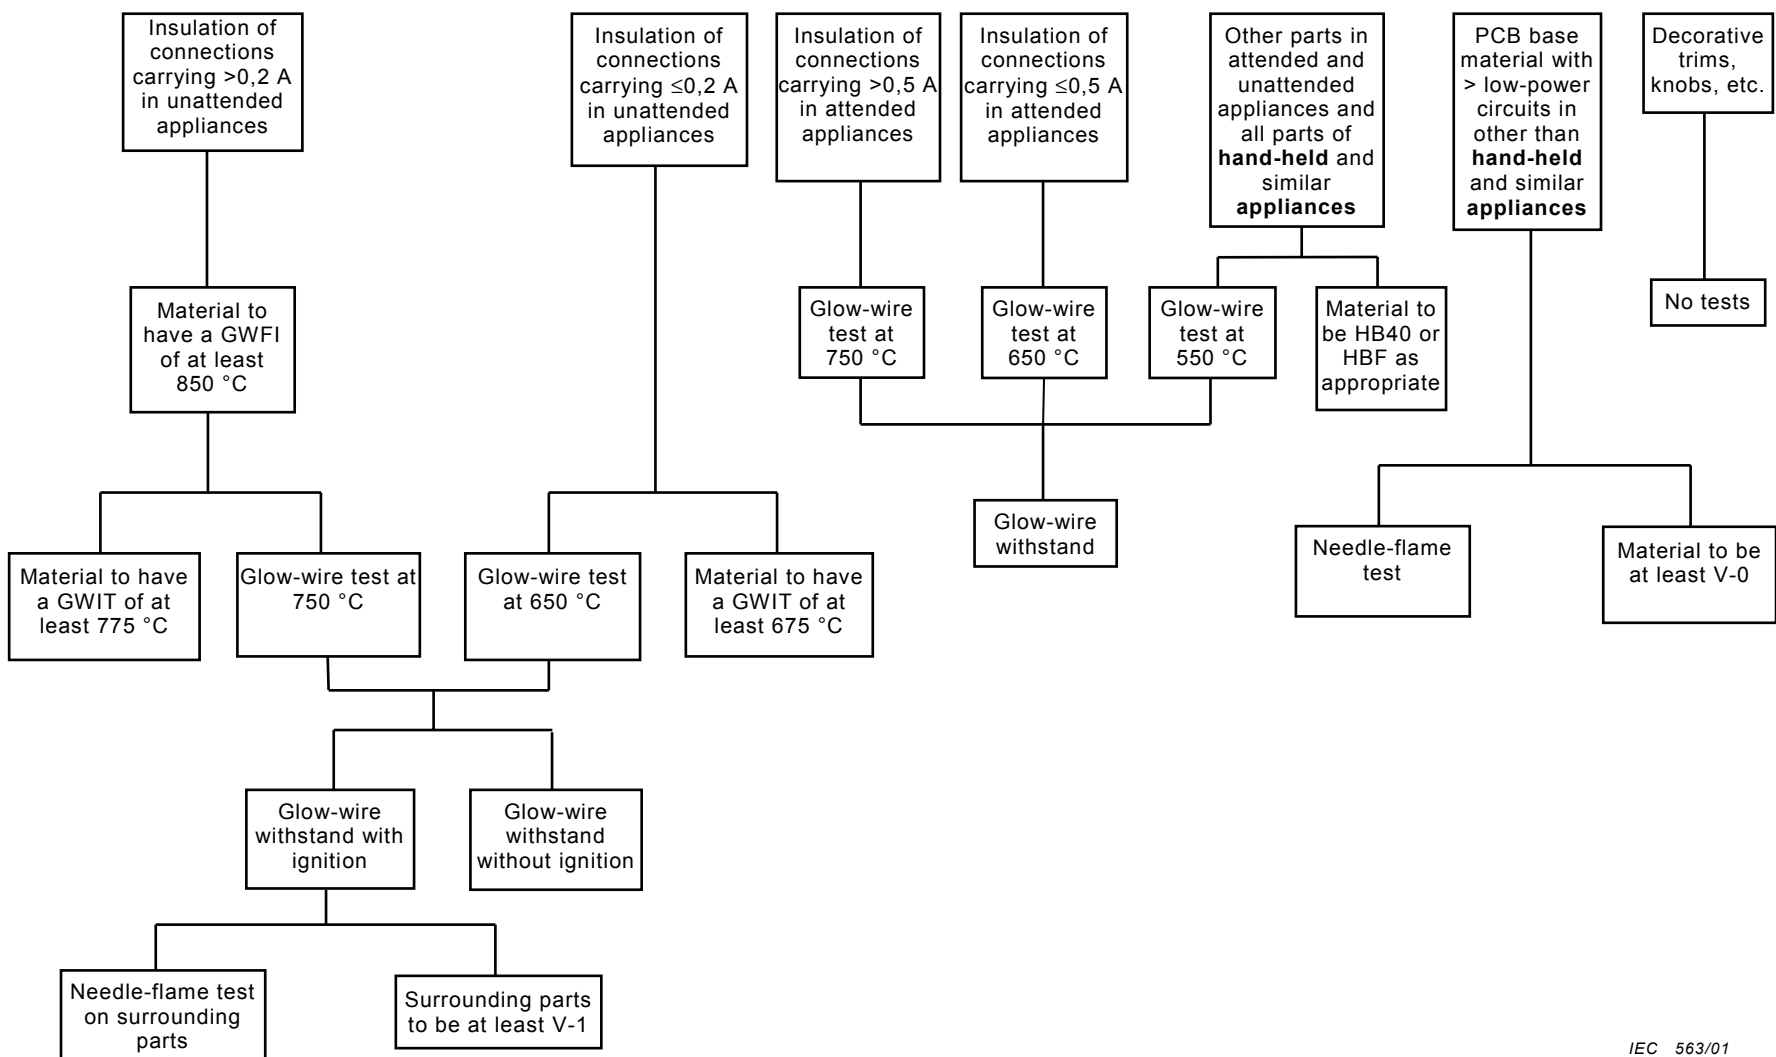 Insulation of
connections
carrying >0,2 A
in unattended
appliances
Insulation of
connections
carrying ≤0,2 A
in unattended
appliances
Insulation of
connections
carrying >0,5 A
in attended
appliances
Insulation of
connections
carrying ≤0,5 A
in attended
appliances
Other parts in
attended and
unattended
appliances and
all parts of
hand-held and
similar
appliances
PCB base
material with
> low-power
circuits in
other than
hand-held
and similar
appliances
Decorative
trims,
knobs, etc.
Material to
have a GWFI
of at least
850 °C
Glow-wire
test at
750 °C
Glow-wire
test at
650 °C
Glow-wire
test at
550 °C
Material to
be HB40 or
HBF as
appropriate
No tests
Glow-wire
withstand
Needle-flame
test
Material to be
at least V-0
Material to have
a GWIT of at
least 775 °C
Glow-wire test at
750 °C
Glow-wire test
at 650 °C
Material to have
a GWIT of at
least 675 °C
Glow-wire
withstand with
ignition
Glow-wire
withstand
without ignition
Needle-flame test
on surrounding
parts
Surrounding parts
to be at least V-1
IEC 563/01